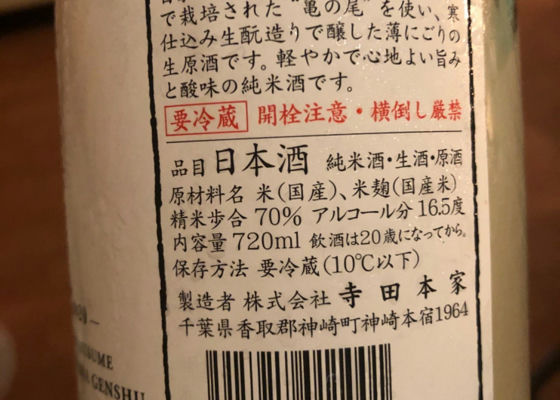 で栽培された"亀の尾"を使い、寒
仕込み生酛造りで醸した薄にごりの
生原酒です。軽やかで心地よい旨み
と酸味の純米酒です。
要冷蔵 開栓注意・横倒し厳禁
品目 日本酒 純米酒・生酒・原酒
原材料名 米(国産)、米麹(国産米)
精米歩合 70% アルコール分 16.5度
内容量 720ml 飲酒は20歳になってから。
保存方法 要冷蔵(10℃以下)
製造者 株式会社 寺田本家
千葉県香取郡神崎町神崎本宿1964
GENSHU